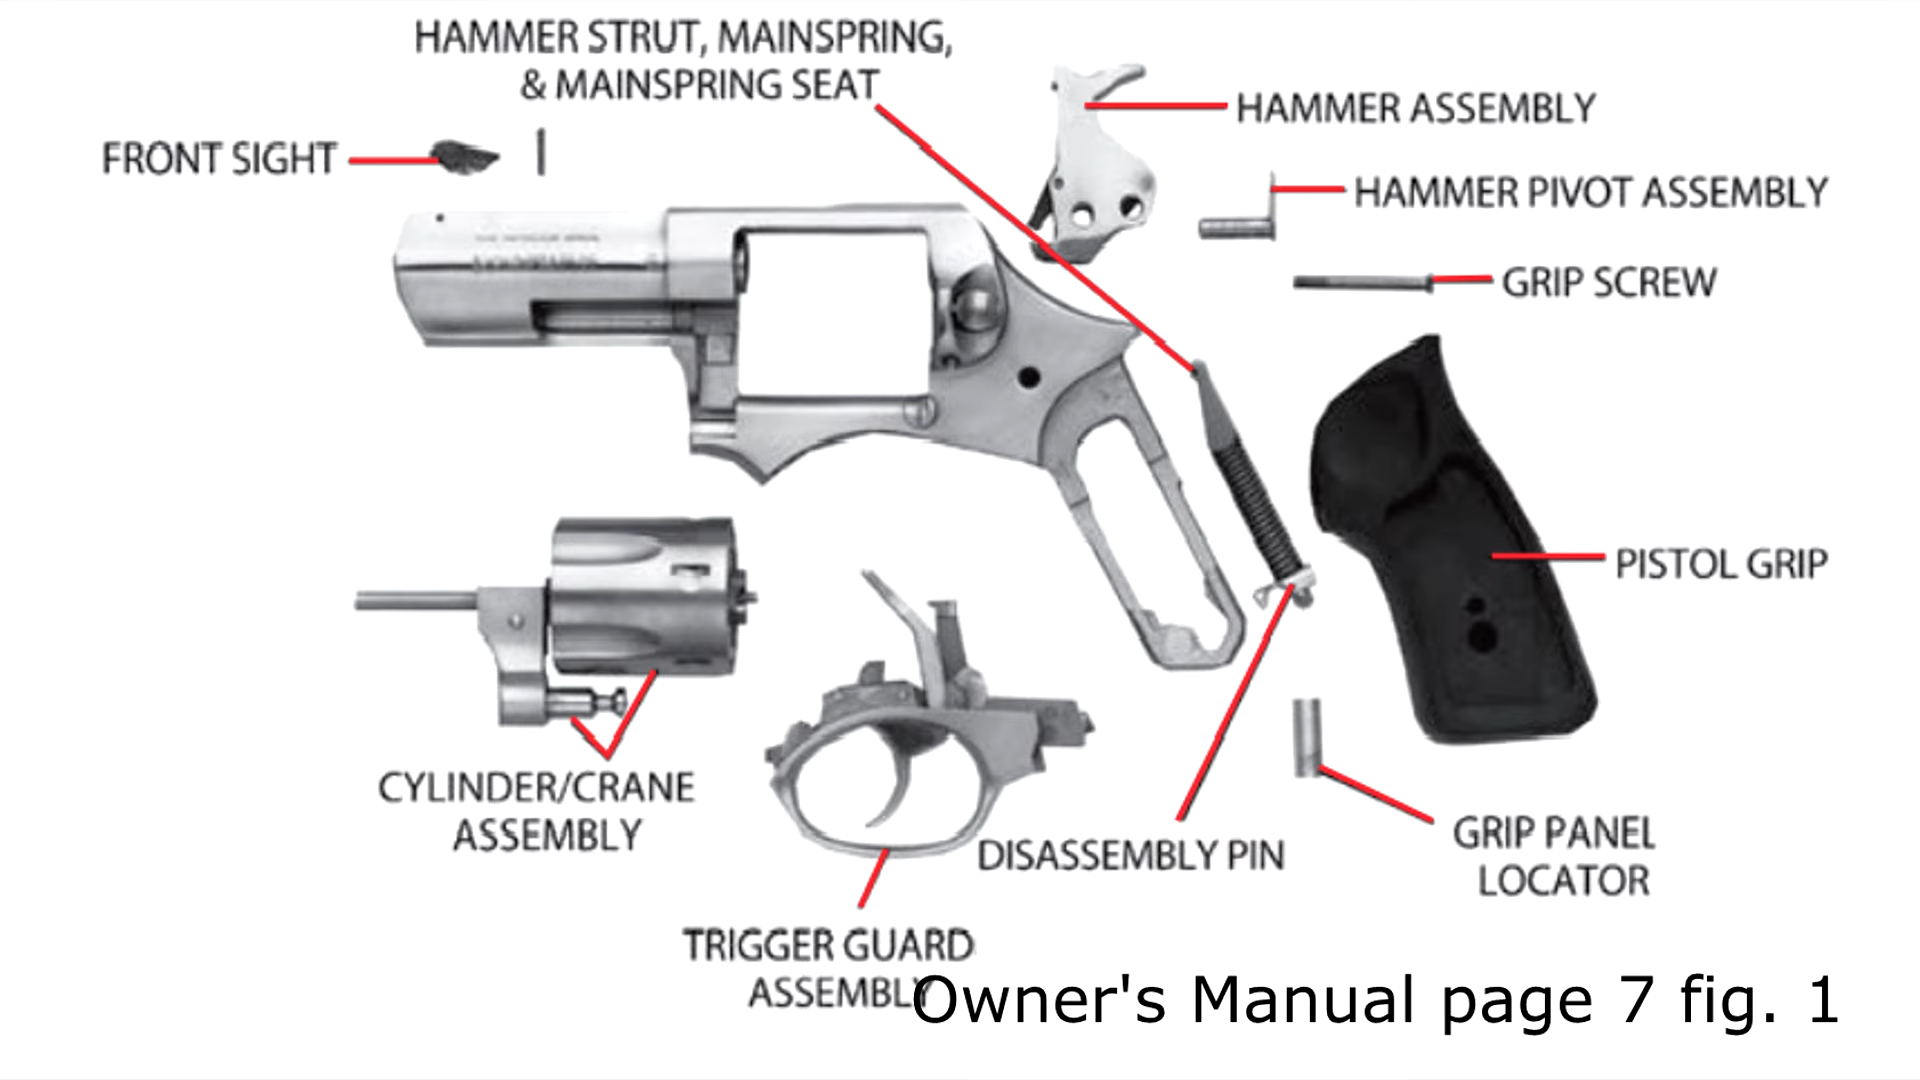 HAMMER STRUT, MAINSPRING,
& MAINSPRING SEAT
HAMMER ASSEMBLY
FRONT SIGHT
HAMMER PIVOT ASSEMBLY
GRIP SCREW
PISTOL GRIP
CYLINDER/CRANE
ASSEMBLY
GRIP PANEL
LOCATOR
DISASSEMBLY PIN
TRIGGER GUARD
ASSEMBLY
Owner's Manual page 7 fig. 1